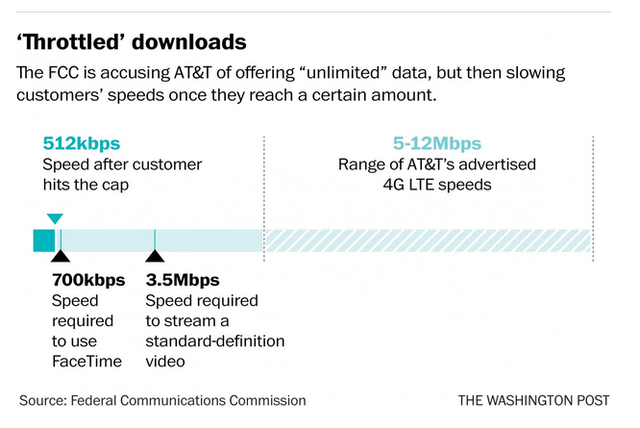 ‘Throttled’ downloads
The FCC is accusing AT&T of offering “unlimited” data, but then slowing
customers’ speeds once they reach a certain amount.
512kbps
Speed after customer
hits the cap
5-12Mbps
Range of AT&T’s advertised
4G LTE speeds
700kbps
Speed
required
to use
FaceTime
3.5Mbps
Speed required
to stream a
standard-definition
video
Source: Federal Communications Commission
THE WASHINGTON POST